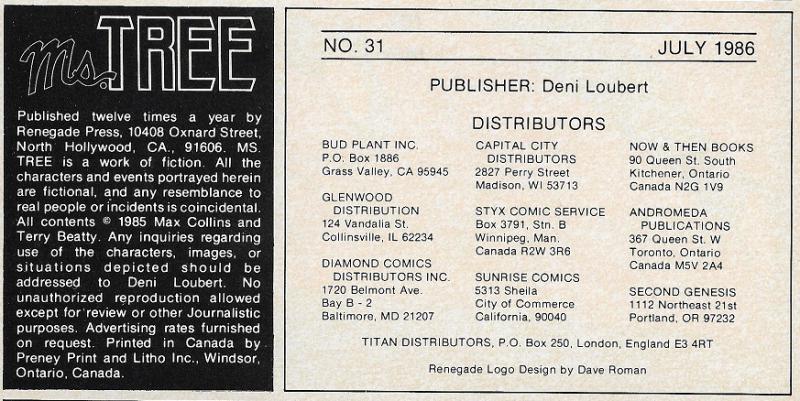 Ms. TREE
Published twelve times a year by
Renegade Press, 10408 Oxnard Street,
North Hollywood, CA., 91606. MS.
TREE is a work of fiction. All the
characters and events portrayed herein
are fictional, and any resemblance to
real people or incidents is coincidental.
All contents © 1985 Max Collins and
Terry Beatty. Any inquiries regarding
use of the characters, images, or
situations depicted should be
addressed to Deni Loubert. No
unauthorized reproduction allowed
except for review or other Journalistic
purposes. Advertising rates furnished
on request. Printed in Canada by
Preney Print and Litho Inc., Windsor,
Ontario, Canada.
NO. 31 JULY 1986
PUBLISHER: Deni Loubert
DISTRIBUTORS
BUD PLANT INC.
P.O. Box 1886
Grass Valley, CA 95945
GLENWOOD
DISTRIBUTION
124 Vandalia St.
Collinsville, IL 62234
DIAMOND COMICS
DISTRIBUTORS INC.
1720 Belmont Ave.
Bay B - 2
Baltimore, MD 21207
CAPITAL CITY
DISTRIBUTORS
2827 Perry Street
Madison, WI 53713
STYX COMIC SERVICE
Box 3791, Stn. B
Winnipeg, Man.
Canada R2W 3R6
SUNRISE COMICS
5313 Sheila
City of Commerce
California, 90040
NOW & THEN BOOKS
90 Queen St. South
Kitchener, Ontario
Canada N2G 1V9
ANDROMEDA
PUBLICATIONS
367 Queen St. W
Toronto, Ontario
Canada M5V 2A4
SECOND GENESIS
1112 Northeast 21st
Portland, OR 97232
TITAN DISTRIBUTORS, P.O. Box 250, London, England E3 4RT
Renegade Logo Design by Dave Roman